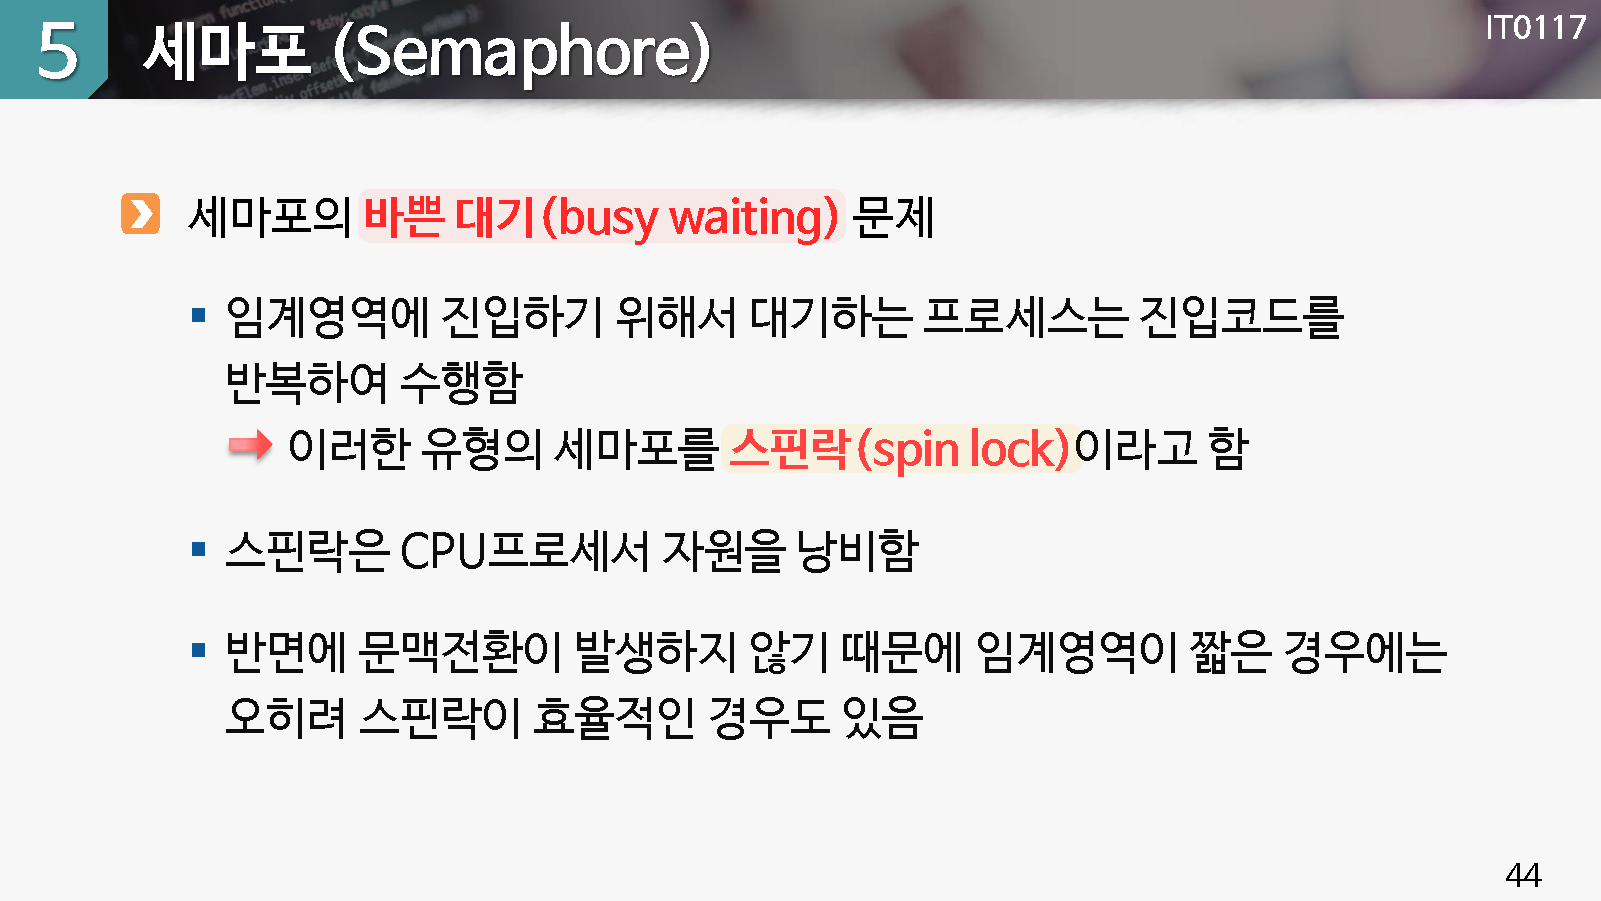 5 세마포 (Semaphore)
IT0117
세마포의 바쁜 대기(busy waiting) 문제
임계영역에 진입하기 위해서 대기하는 프로세스는 진입코드를
반복하여 수행함
이러한 유형의 세마포를 스핀락(spin lock)이라고 함
스핀락은 CPU프로세서 자원을 낭비함
반면에 문맥전환이 발생하지 않기 때문에 임계영역이 짧은 경우에는
오히려 스핀락이 효율적인 경우도 있음
44